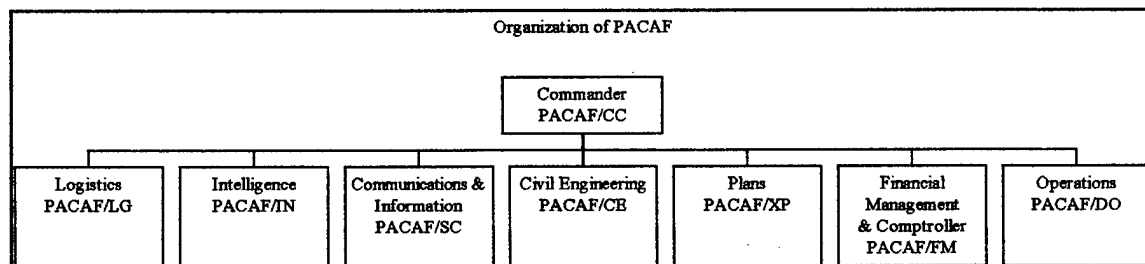 Organization of PACAF
Commander
PACAF/CC
Logistics
PACAF/LG
Intelligence
PACAF/IN
Communications &
Information
PACAF/SC
Civil Engineering
PACAF/CE
Plans
PACAF/XP
Financial
Management
& Comptroller
PACAF/FM
Operations
PACAF/DO